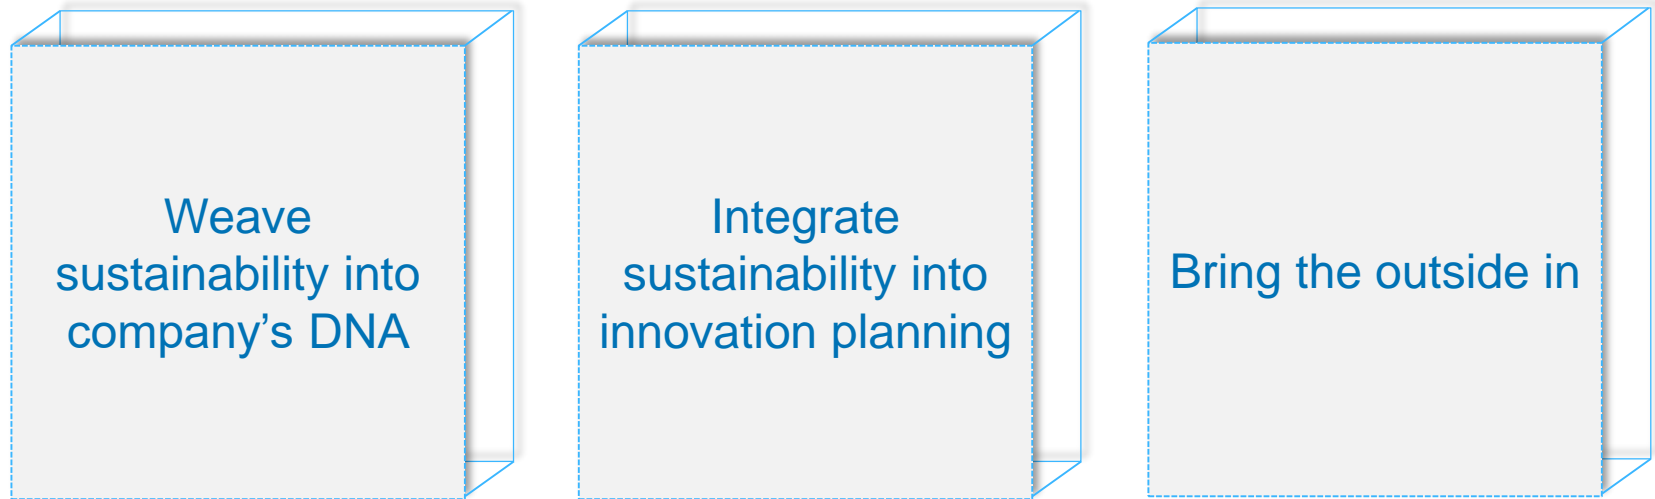 Weave
sustainability into
company’s DNA
Integrate
sustainability into
innovation planning
Bring the outside in